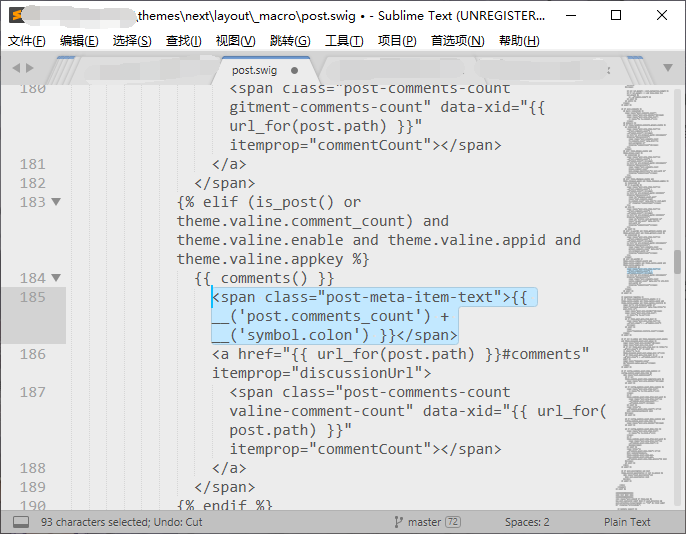 \themes\next\layout\_macro\post.swig • - Sublime Text (UNREGISTER...
文件(F) 编辑(E) 选择(S) 查找(I) 视图(V) 跳转(G) 工具(T) 项目(P) 首选项(N) 帮助(H)
post.swig
180 <span class="post-comments-count
gitment-comments-count" data-xid="{{
url_for(post.path) }}"
itemprop="commentCount"></span>
181 </a>
182 </span>
183 {% elif (is_post() or
theme.valine.comment_count) and
theme.valine.enable and theme.valine.appid and
theme.valine.appkey %}
184 {{ comments() }}
185 <span class="post-meta-item-text">{{
__('post.comments_count') +
__('symbol.colon') }}</span>
186 <a href="{{ url_for(post.path) }}#comments"
itemprop="discussionUrl">
187 <span class="post-comments-count
valine-comment-count" data-xid="{{ url_for(
post.path) }}"
itemprop="commentCount"></span>
188 </a>
189 </span>
190 {% endif %}
93 characters selected; Undo: Cut master 72 Spaces: 2 Plain Text